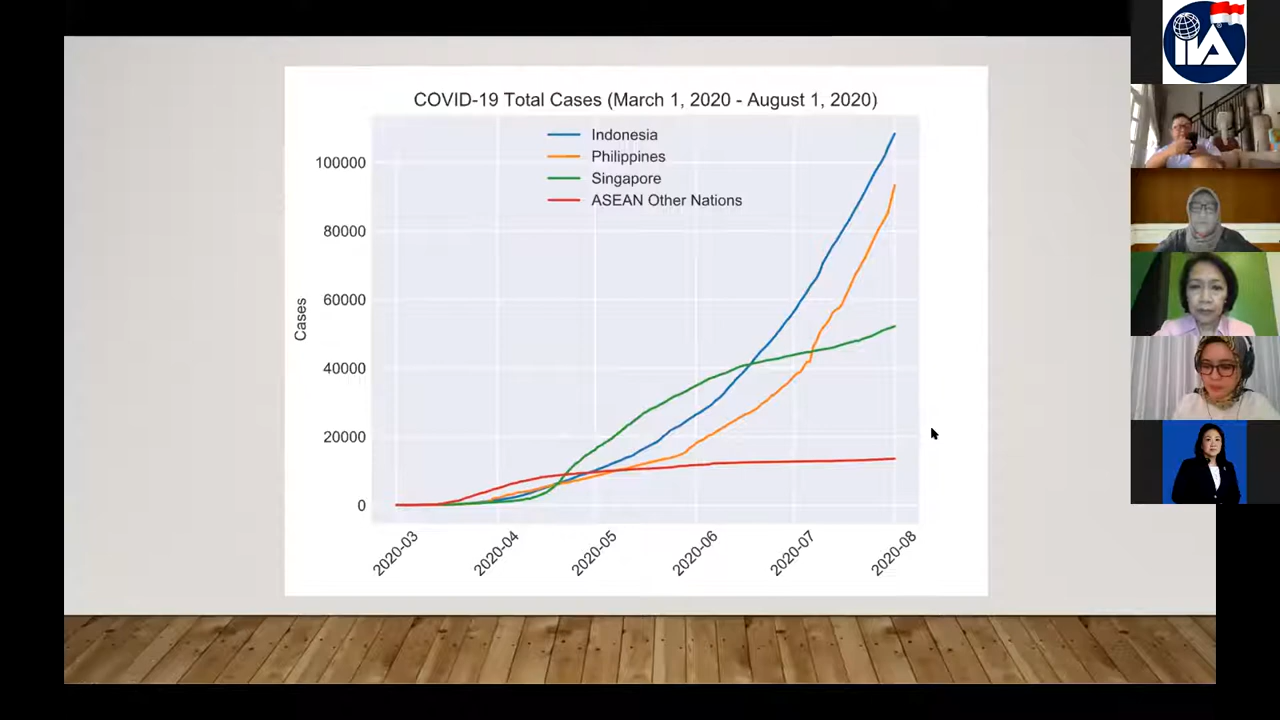 COVID-19 Total Cases (March 1, 2020 - August 1, 2020)
Indonesia
Philippines
Singapore
ASEAN Other Nations
Cases
100000
80000
60000
40000
20000
0
2020-03
2020-04
2020-05
2020-06
2020-07
2020-08
IIA